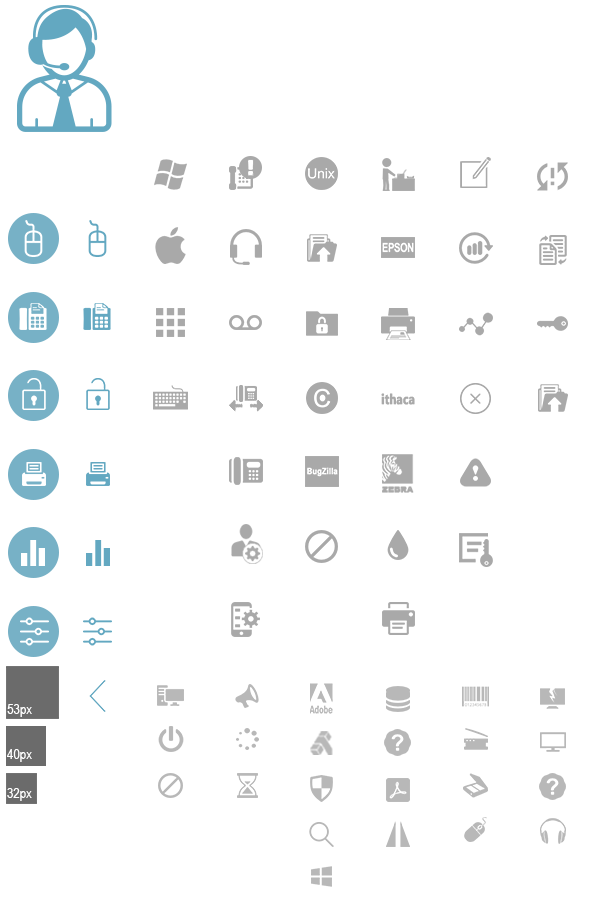 Unix
EPSON
ithaca
BugZilla
ZEBRA
53px
Adobe
40px
32px